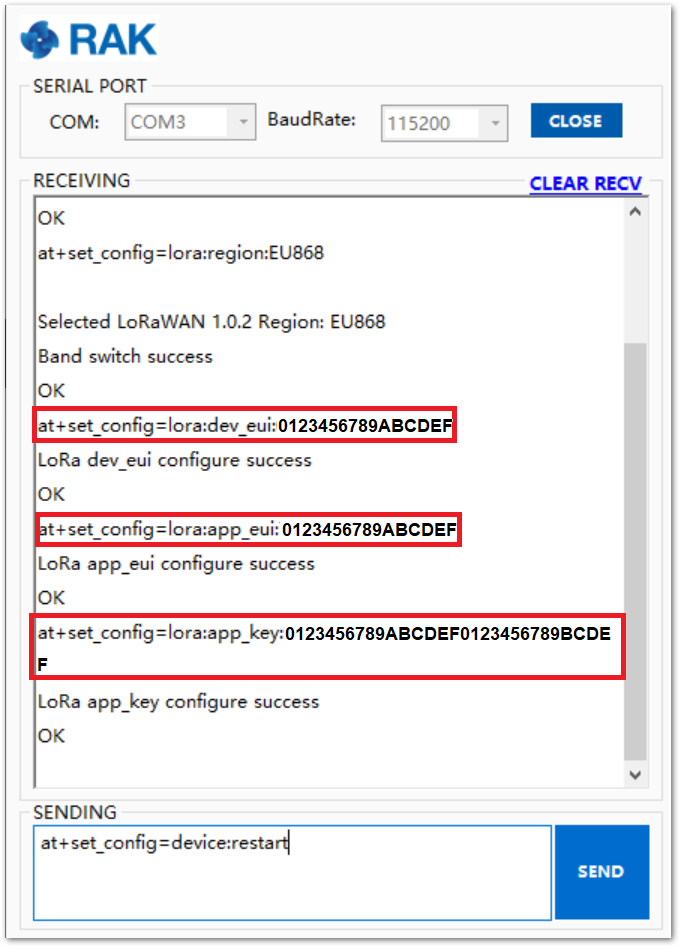 RAK
SERIAL PORT
COM: COM3 BaudRate: 115200 CLOSE
RECEIVING CLEAR RECV
OK
at+set_config=lora:region:EU868
Selected LoRaWAN 1.0.2 Region: EU868
Band switch success
OK
at+set_config=lora:dev_eui:0123456789ABCDEF
LoRa dev_eui configure success
OK
at+set_config=lora:app_eui:0123456789ABCDEF
LoRa app_eui configure success
OK
at+set_config=lora:app_key:0123456789ABCDEF0123456789BCDE
F
LoRa app_key configure success
OK
SENDING
at+set_config=device:restart
SEND